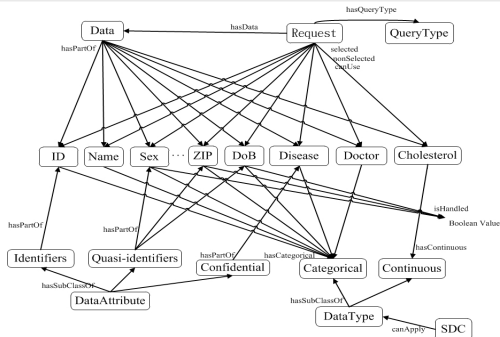 hasQueryType
Data
hasData
Request
QueryType
hasPartOf
selected
nonSelected
canUse
ID
Name
Sex
...
ZIP
DoB
Disease
Doctor
Cholesterol
isHandled
Boolean Value
hasPartOf
hasPartOf
hasPartOf
hasCategorical
hasContinuous
Identifiers
Quasi-identifiers
Confidential
Categorical
Continuous
hasSubClassOf
DataAttribute
hasSubClassOf
DataType
canApply
SDC